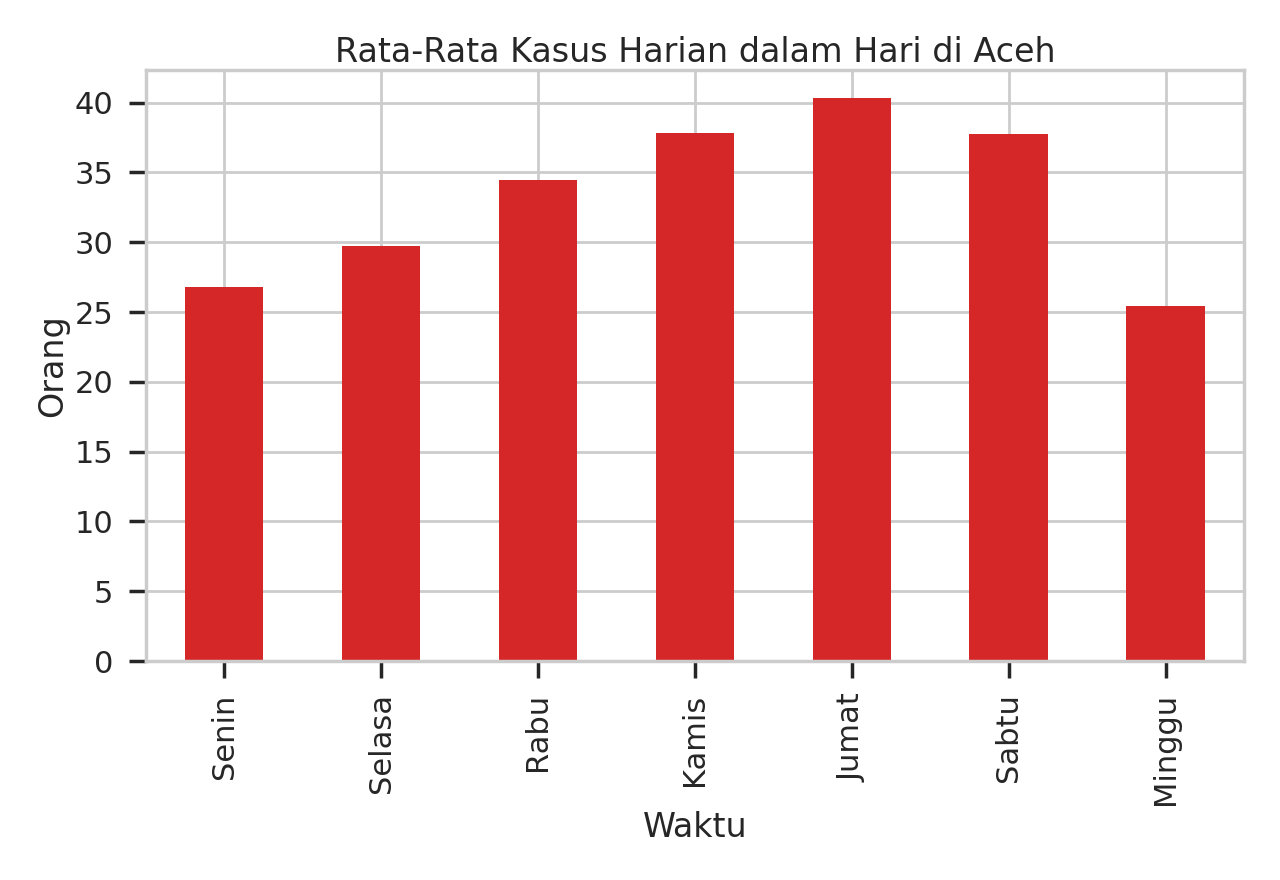 Rata-Rata Kasus Harian dalam Hari di Aceh
Orang
40
35
30
25
20
15
10
5
0
Senin
Selasa
Rabu
Kamis
Jumat
Sabtu
Minggu
Waktu